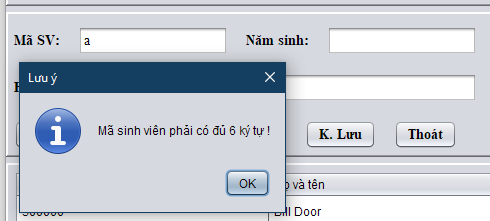 Mã SV: a Năm sinh:
Lưu ý
Mã sinh viên phải có đủ 6 ký tự !
K. Lưu Thoát
OK
và tên
Bill Door